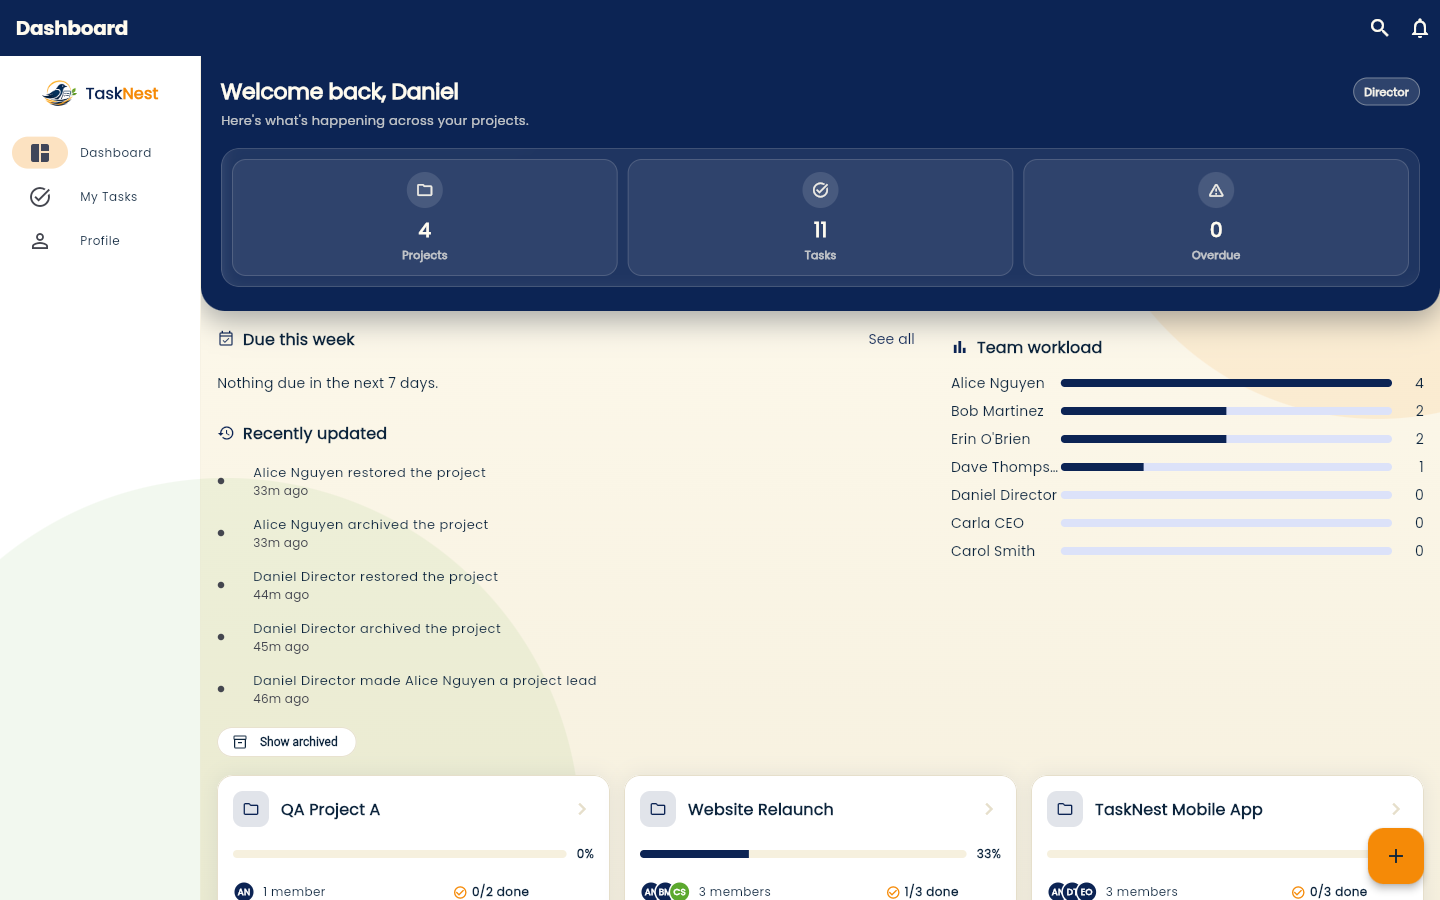 Dashboard
TaskNest
Dashboard
My Tasks
Profile
Welcome back, Daniel
Director
Here's what's happening across your projects.
4
Projects
11
Tasks
0
Overdue
Due this week
See all
Nothing due in the next 7 days.
Recently updated
Alice Nguyen restored the project
33m ago
Alice Nguyen archived the project
33m ago
Daniel Director restored the project
44m ago
Daniel Director archived the project
45m ago
Daniel Director made Alice Nguyen a project lead
46m ago
Team workload
Alice Nguyen 4
Bob Martinez 2
Erin O'Brien 2
Dave Thomps... 1
Daniel Director 0
Carla CEO 0
Carol Smith 0
Show archived
QA Project A
0%
AN 1 member 0/2 done
Website Relaunch
33%
AN BM CS 3 members 1/3 done
TaskNest Mobile App
AN DT EO 3 members 0/3 done